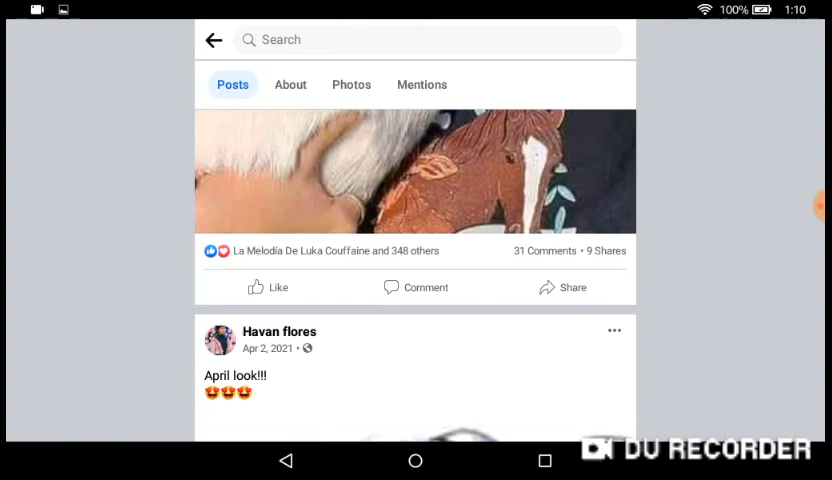 100% 1:10
Search
Posts About Photos Mentions
La Melodía De Luka Couffaine and 348 others 31 Comments • 9 Shares
Like Comment Share
Havan flores
Apr 2, 2021 •
April look!!!
😍😍😍
DU RECORDER